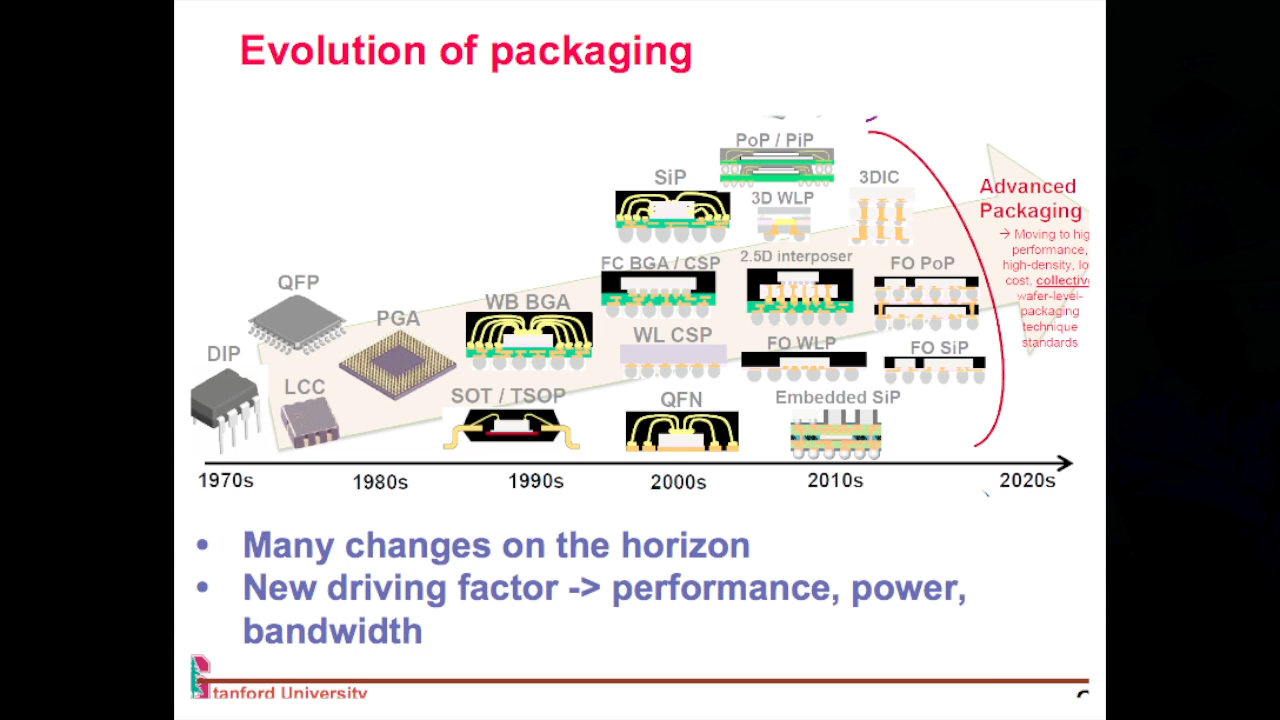 Evolution of packaging
PoP / PiP
SiP
3DIC
3D WLP
Advanced
Packaging
→ Moving to hig
performance,
high-density, lo
cost, collectiv
wafer-level-
packaging
technique
standards
FC BGA / CSP
2.5D interposer
FO PoP
QFP
WB BGA
PGA
WL CSP
FO WLP
FO SiP
DIP
LCC
SOT / TSOP
QFN
Embedded SiP
1970s
1980s
1990s
2000s
2010s
2020s
• Many changes on the horizon
• New driving factor -> performance, power,
bandwidth
Stanford University